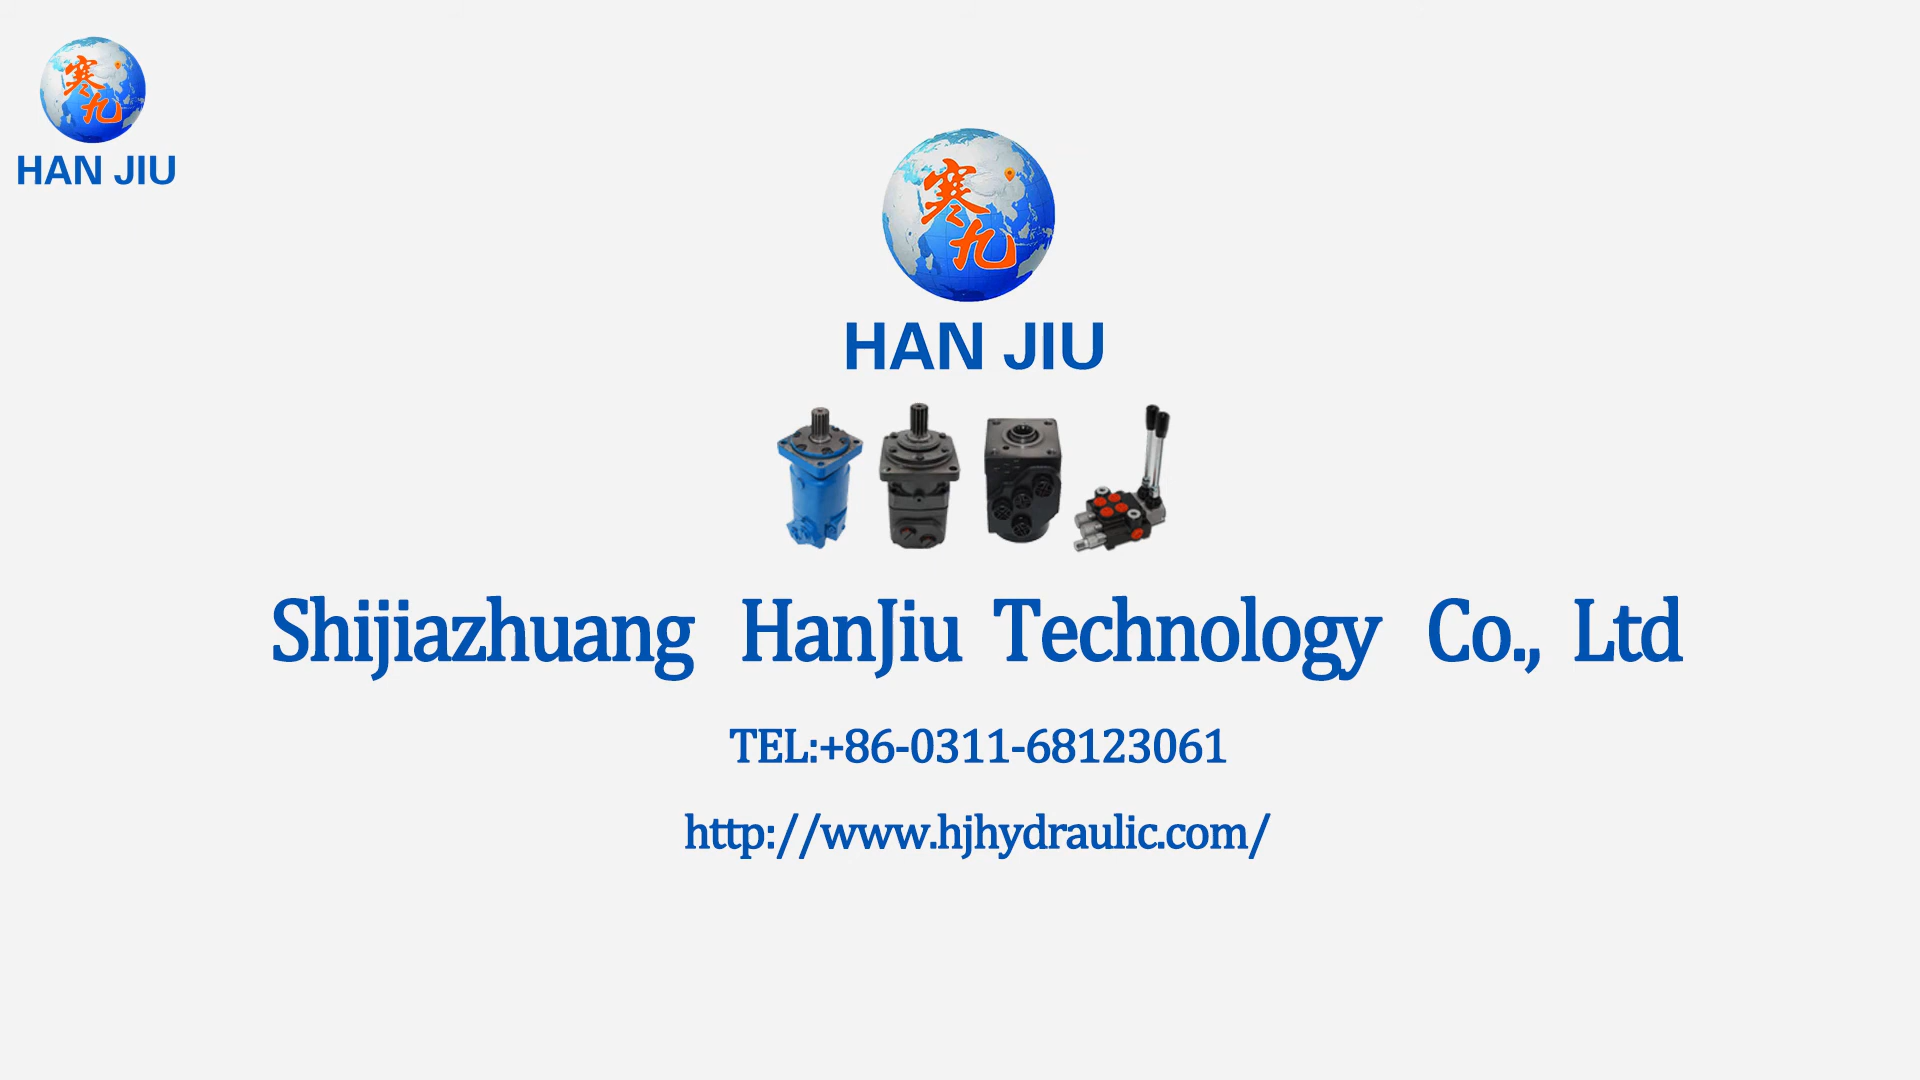 寒九
HAN JIU
寒九
HAN JIU
Shijiazhuang HanJiu Technology Co., Ltd
TEL:+86-0311-68123061
http://www.hjhydraulic.com/